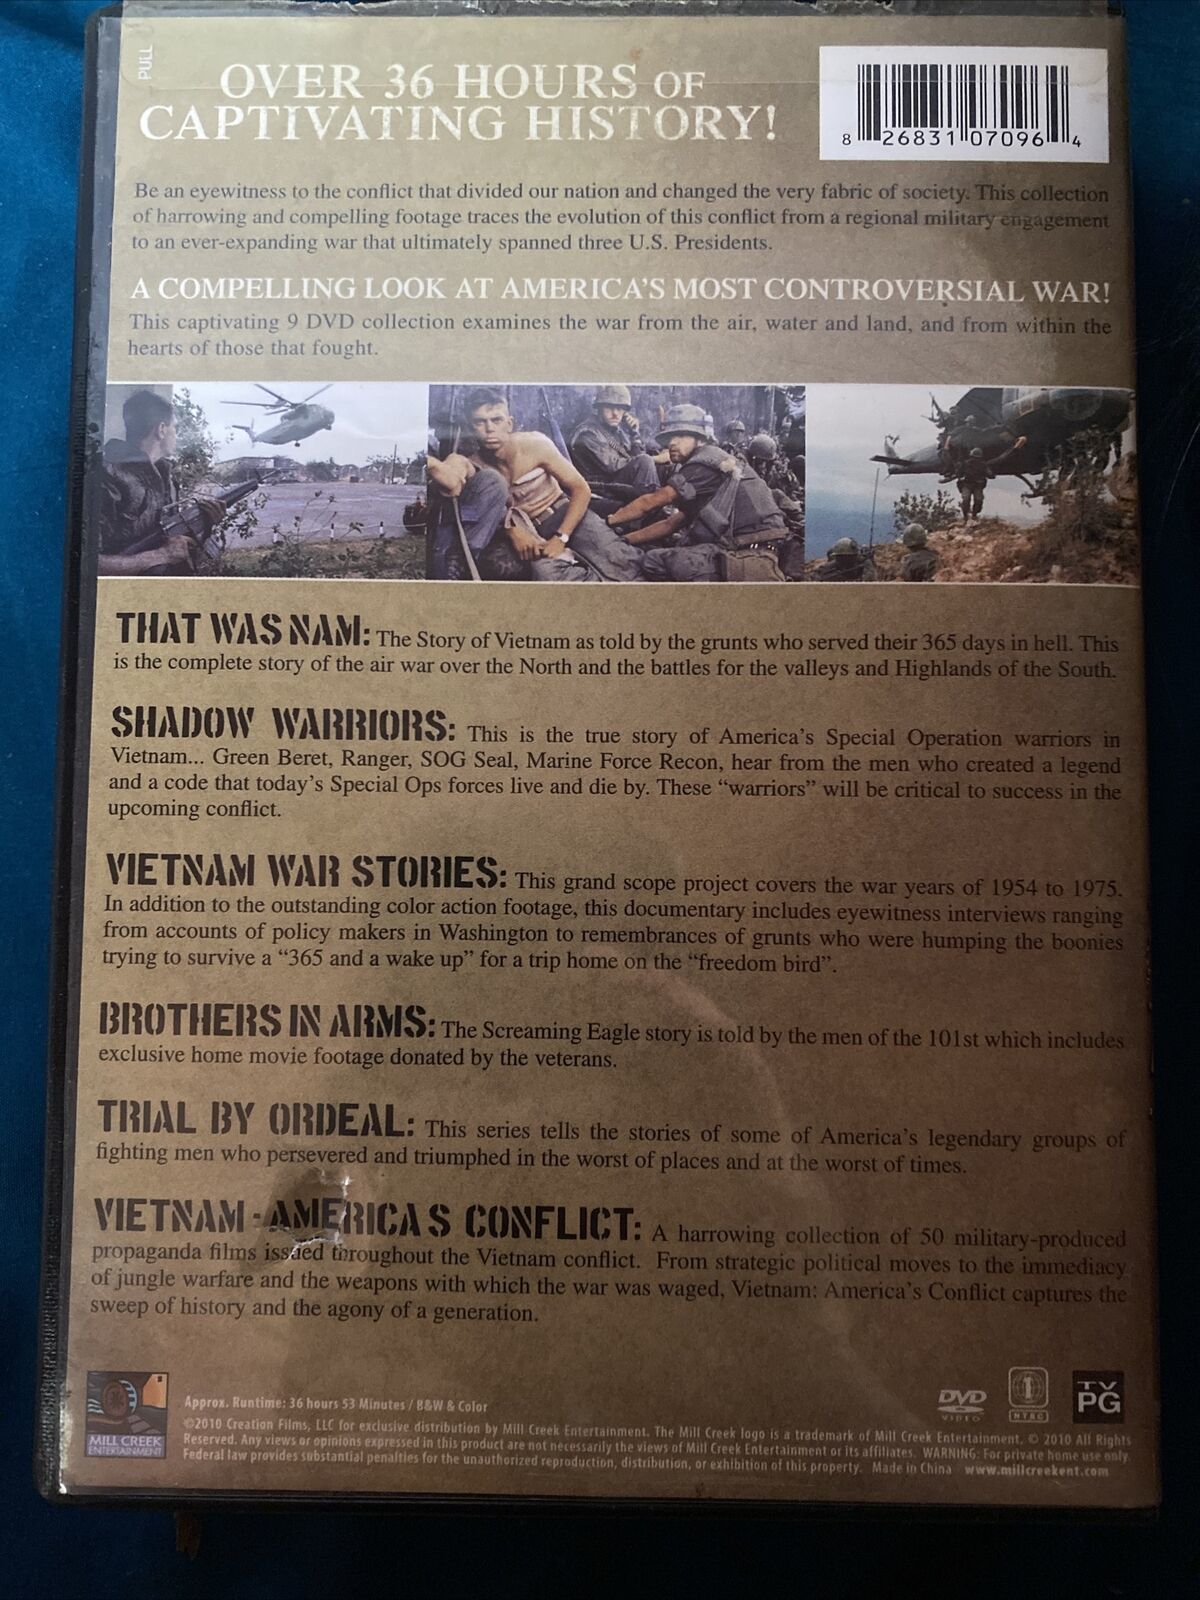 PULL
OVER 36 HOURS OF
CAPTIVATING HISTORY!
8 26831 07096 4
Be an eyewitness to the conflict that divided our nation and changed the very fabric of society. This collection
of harrowing and compelling footage traces the evolution of this conflict from a regional military engagement
to an ever-expanding war that ultimately spanned three U.S. Presidents.
A COMPELLING LOOK AT AMERICA'S MOST CONTROVERSIAL WAR!
This captivating 9 DVD collection examines the war from the air, water and land, and from within the
hearts of those that fought.
THAT WAS NAM: The Story of Vietnam as told by the grunts who served their 365 days in hell. This
is the complete story of the air war over the North and the battles for the valleys and Highlands of the South.
SHADOW WARRIORS: This is the true story of America's Special Operation warriors in
Vietnam... Green Beret, Ranger, SOG Seal, Marine Force Recon, hear from the men who created a legend
and a code that today's Special Ops forces live and die by. These "warriors" will be critical to success in the
upcoming conflict.
VIETNAM WAR STORIES: This grand scope project covers the war years of 1954 to 1975.
In addition to the outstanding color action footage, this documentary includes eyewitness interviews ranging
from accounts of policy makers in Washington to remembrances of grunts who were humping the boonies
trying to survive a "365 and a wake up" for a trip home on the "freedom bird".
BROTHERS IN ARMS: The Screaming Eagle story is told by the men of the 101st which includes
exclusive home movie footage donated by the veterans.
TRIAL BY ORDEAL: This series tells the stories of some of America's legendary groups of
fighting men who persevered and triumphed in the worst of places and at the worst of times.
VIETNAM - AMERICA S CONFLICT: A harrowing collection of 50 military-produced
propaganda films issued throughout the Vietnam conflict. From strategic political moves to the immediacy
of jungle warfare and the weapons with which the war was waged, Vietnam: America's Conflict captures the
sweep of history and the agony of a generation.
MILL CREEK
ENTERTAINMENT
Approx. Runtime: 36 hours 53 Minutes / B&W & Color
©2010 Creation Films, LLC for exclusive distribution by Mill Creek Entertainment. The Mill Creek logo is a trademark of Mill Creek Entertainment. © 2010 All Rights
Reserved. Any views or opinions expressed in this product are not necessarily the views of Mill Creek Entertainment or its affiliates. WARNING: For private home use only.
Federal law provides substantial penalties for the unauthorized reproduction, distribution, or exhibition of this property. Made in China www.millcreekent.com
DVD
VIDEO
1
NTSC
TV
PG